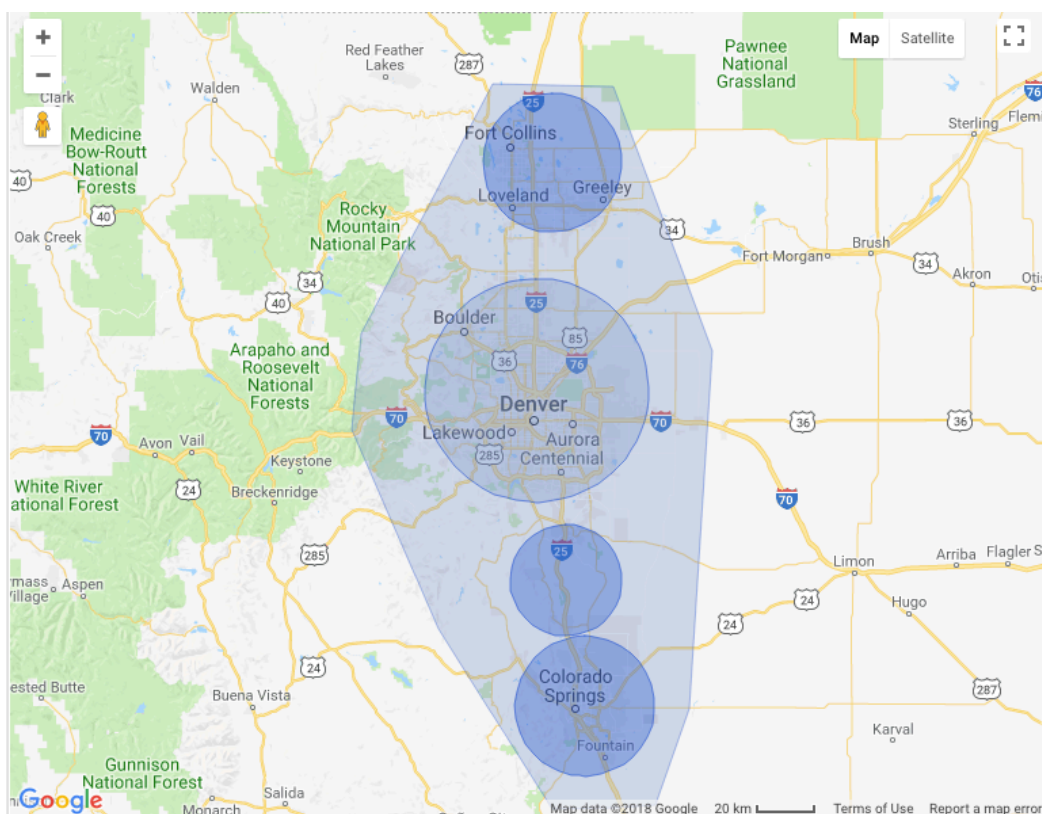 +
−
Map
Satellite
Red Feather
Lakes
287
Pawnee
National
Grassland
25
76
Clark
Walden
Sterling
Medicine
Bow-Routt
National
Forests
Fort Collins
40
40
Loveland
Greeley
Rocky
Mountain
National Park
34
Oak Creek
Fort Morgan
Brush
34
Akron
34
40
25
Boulder
85
36
76
Arapaho and
Roosevelt
National
Forests
Denver
70
70
70
36
36
Lakewood
Aurora
Centennial
285
Avon
Vail
Keystone
24
Breckenridge
White River
70
285
25
Limon
Arriba
Flagler
Aspen
Village
24
Hugo
24
24
Colorado
Springs
287
Buena Vista
Karval
Fountain
Gunnison
National Forest
Google
Monarch
Salida
Map data ©2018 Google
20 km
Terms of Use
Report a map error